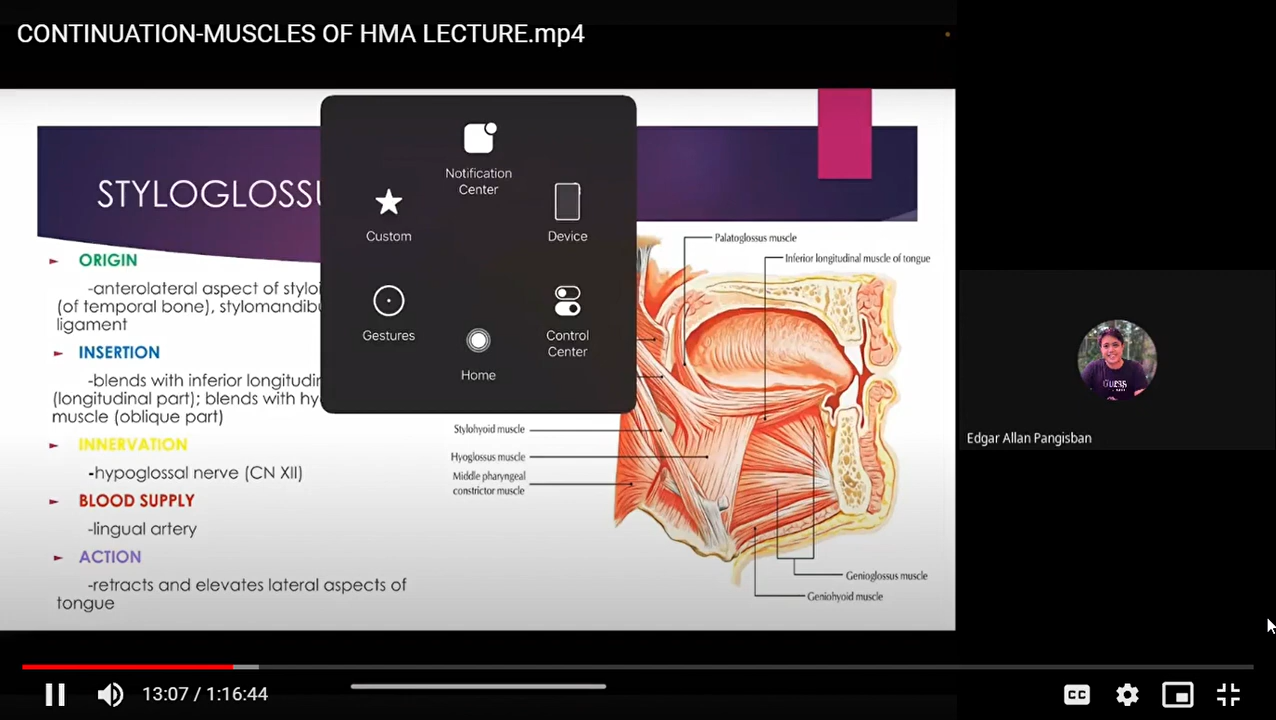 CONTINUATION-MUSCLES OF HMA LECTURE.mp4
STYLOGLOSSU
Notification
Center
Custom
Device
Gestures
Control
Center
Home
ORIGIN
-anterolateral aspect of styloi
(of temporal bone), stylomandibu
ligament
INSERTION
-blends with inferior longitudin
(longitudinal part); blends with hy
muscle (oblique part)
INNERVATION
-hypoglossal nerve (CN XII)
BLOOD SUPPLY
-lingual artery
ACTION
-retracts and elevates lateral aspects of
tongue
Palatoglossus muscle
Inferior longitudinal muscle of tongue
Stylohyoid muscle
Hyoglossus muscle
Middle pharyngeal
constrictor muscle
Genioglossus muscle
Geniohyoid muscle
GUESS
Edgar Allan Pangisban
13:07 / 1:16:44
CC